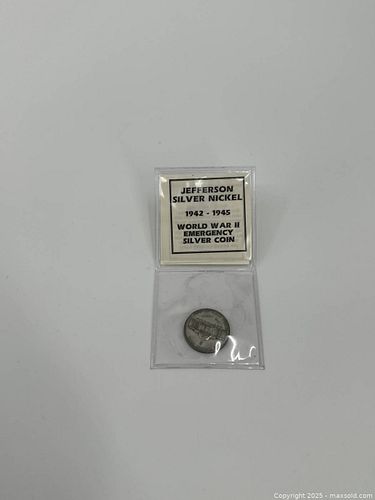 JEFFERSON
SILVER NICKEL
1942 - 1945
WORLD WAR II
EMERGENCY
SILVER COIN
Copyright 2025 - maxsold.com